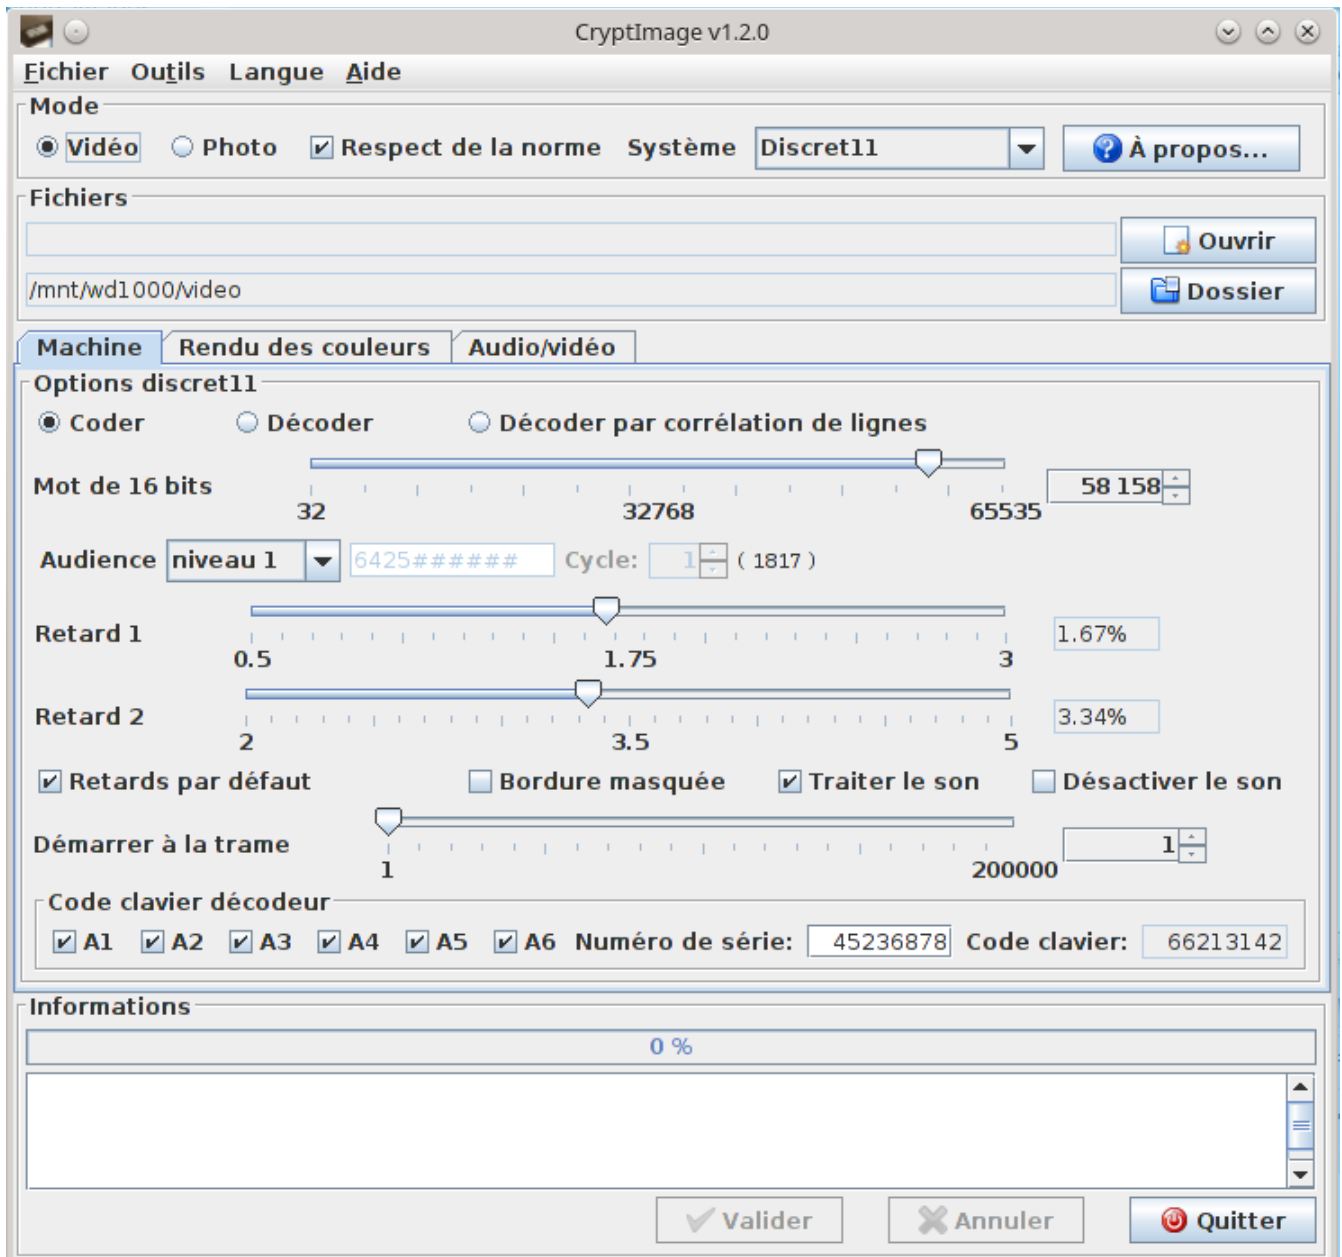 CryptImage v1.2.0
Fichier Outils Langue Aide
Mode
Vidéo Photo Respect de la norme Système Discret11 À propos...
Fichiers
Ouvrir
/mnt/wd1000/video Dossier
Machine Rendu des couleurs Audio/vidéo
Options discret11
Coder Décoder Décoder par corrélation de lignes
Mot de 16 bits 58 158
32 32768 65535
Audience niveau 1 6425###### Cycle: 1 ( 1817 )
Retard 1 1.67%
0.5 1.75 3
Retard 2 3.34%
2 3.5 5
Retards par défaut Bordure masquée Traiter le son Désactiver le son
Démarrer à la trame 1
1 200000
Code clavier décodeur
A1 A2 A3 A4 A5 A6 Numéro de série: 45236878 Code clavier: 66213142
Informations
0 %
Valider Annuler Quitter